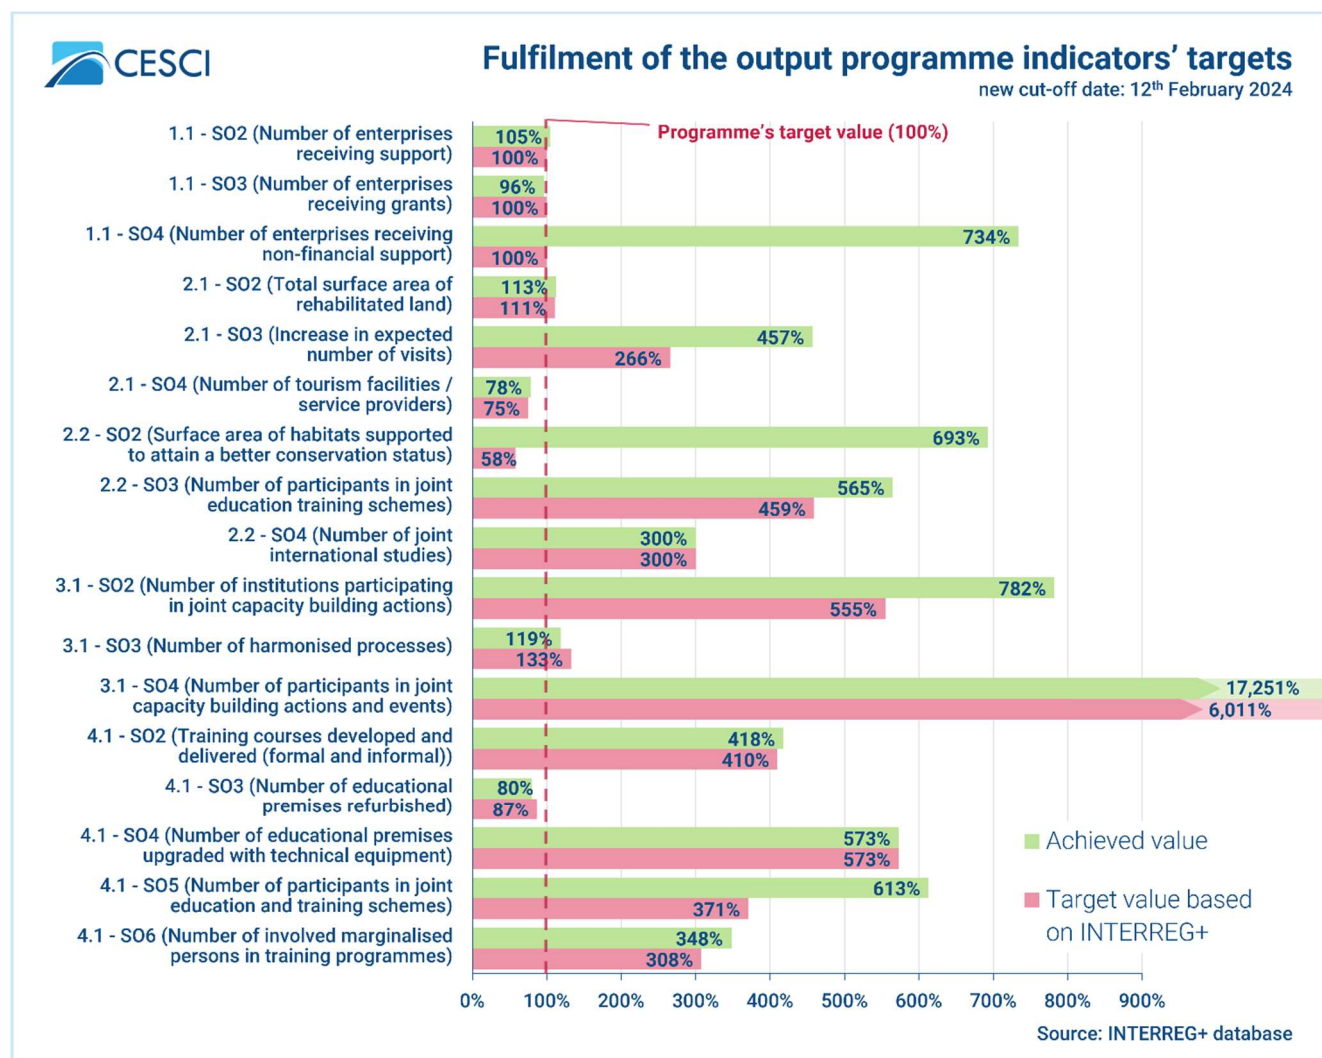 CESCI
Fulfilment of the output programme indicators' targets
new cut-off date: 12th February 2024
Programme's target value (100%)
1.1 - SO2 (Number of enterprises
receiving support)
105%
100%
1.1 - SO3 (Number of enterprises
receiving grants)
96%
100%
1.1 - SO4 (Number of enterprises receiving
non-financial support)
734%
100%
2.1 - SO2 (Total surface area of
rehabilitated land)
113%
111%
2.1 - SO3 (Increase in expected
number of visits)
457%
266%
2.1 - SO4 (Number of tourism facilities /
service providers)
78%
75%
2.2 - SO2 (Surface area of habitats supported
to attain a better conservation status)
693%
58%
2.2 - SO3 (Number of participants in joint
education training schemes)
565%
459%
2.2 - SO4 (Number of joint
international studies)
300%
300%
3.1 - SO2 (Number of institutions participating
in joint capacity building actions)
782%
555%
3.1 - SO3 (Number of harmonised processes)
119%
133%
3.1 - SO4 (Number of participants in joint
capacity building actions and events)
17,251%
6,011%
4.1 - SO2 (Training courses developed and
delivered (formal and informal))
418%
410%
4.1 - SO3 (Number of educational
premises refurbished)
80%
87%
4.1 - SO4 (Number of educational premises
upgraded with technical equipment)
573%
573%
4.1 - SO5 (Number of participants in joint
education and training schemes)
613%
371%
4.1 - SO6 (Number of involved marginalised
persons in training programmes)
348%
308%
Achieved value
Target value based
on INTERREG+
0% 100% 200% 300% 400% 500% 600% 700% 800% 900%
Source: INTERREG+ database